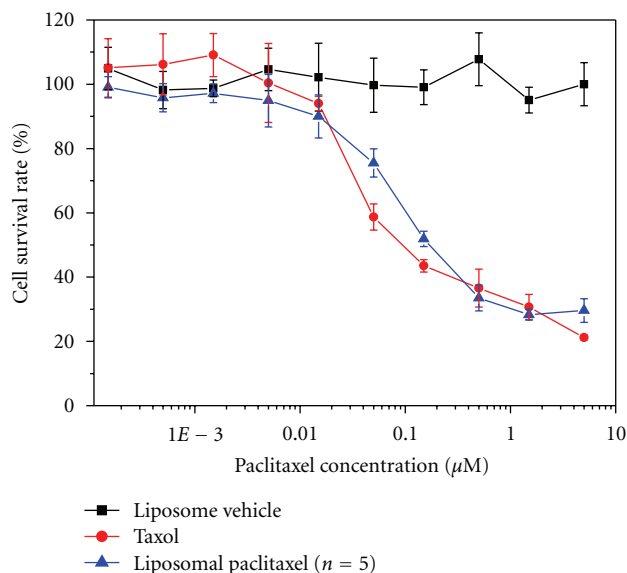 Cell survival rate (%)
120
100
80
60
40
20
0
1E − 3
0.01
0.1
1
10
Paclitaxel concentration (μM)
Liposome vehicle
Taxol
Liposomal paclitaxel (n = 5)